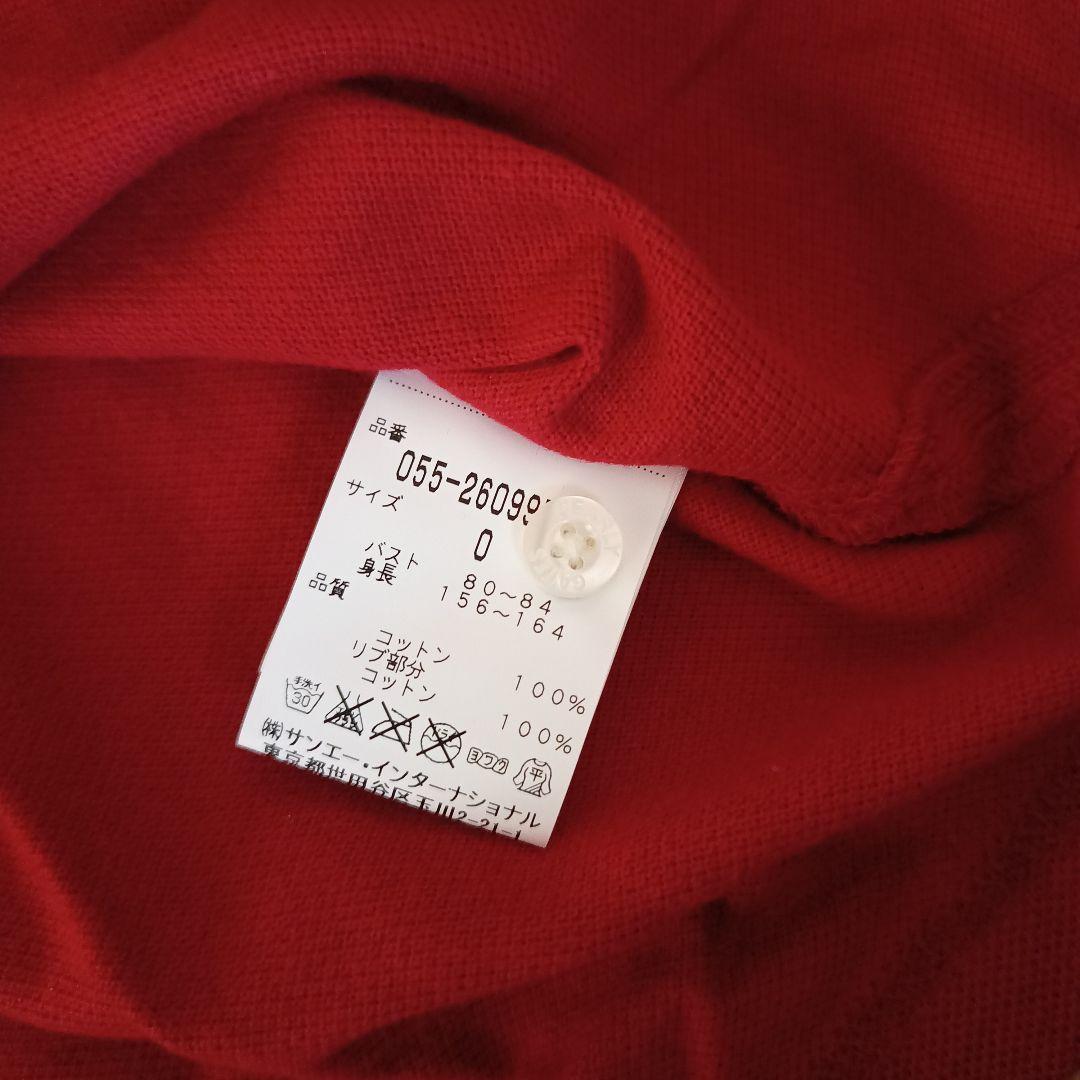 品番
055-26099
サイズ
0
バスト 80～84
身長 156～164
品質
コットン 100%
リブ部分
コットン 100%
手洗イ 30 ヨワク 平
㈱サンエー・インターナショナル
東京都世田谷区玉川2-21-1